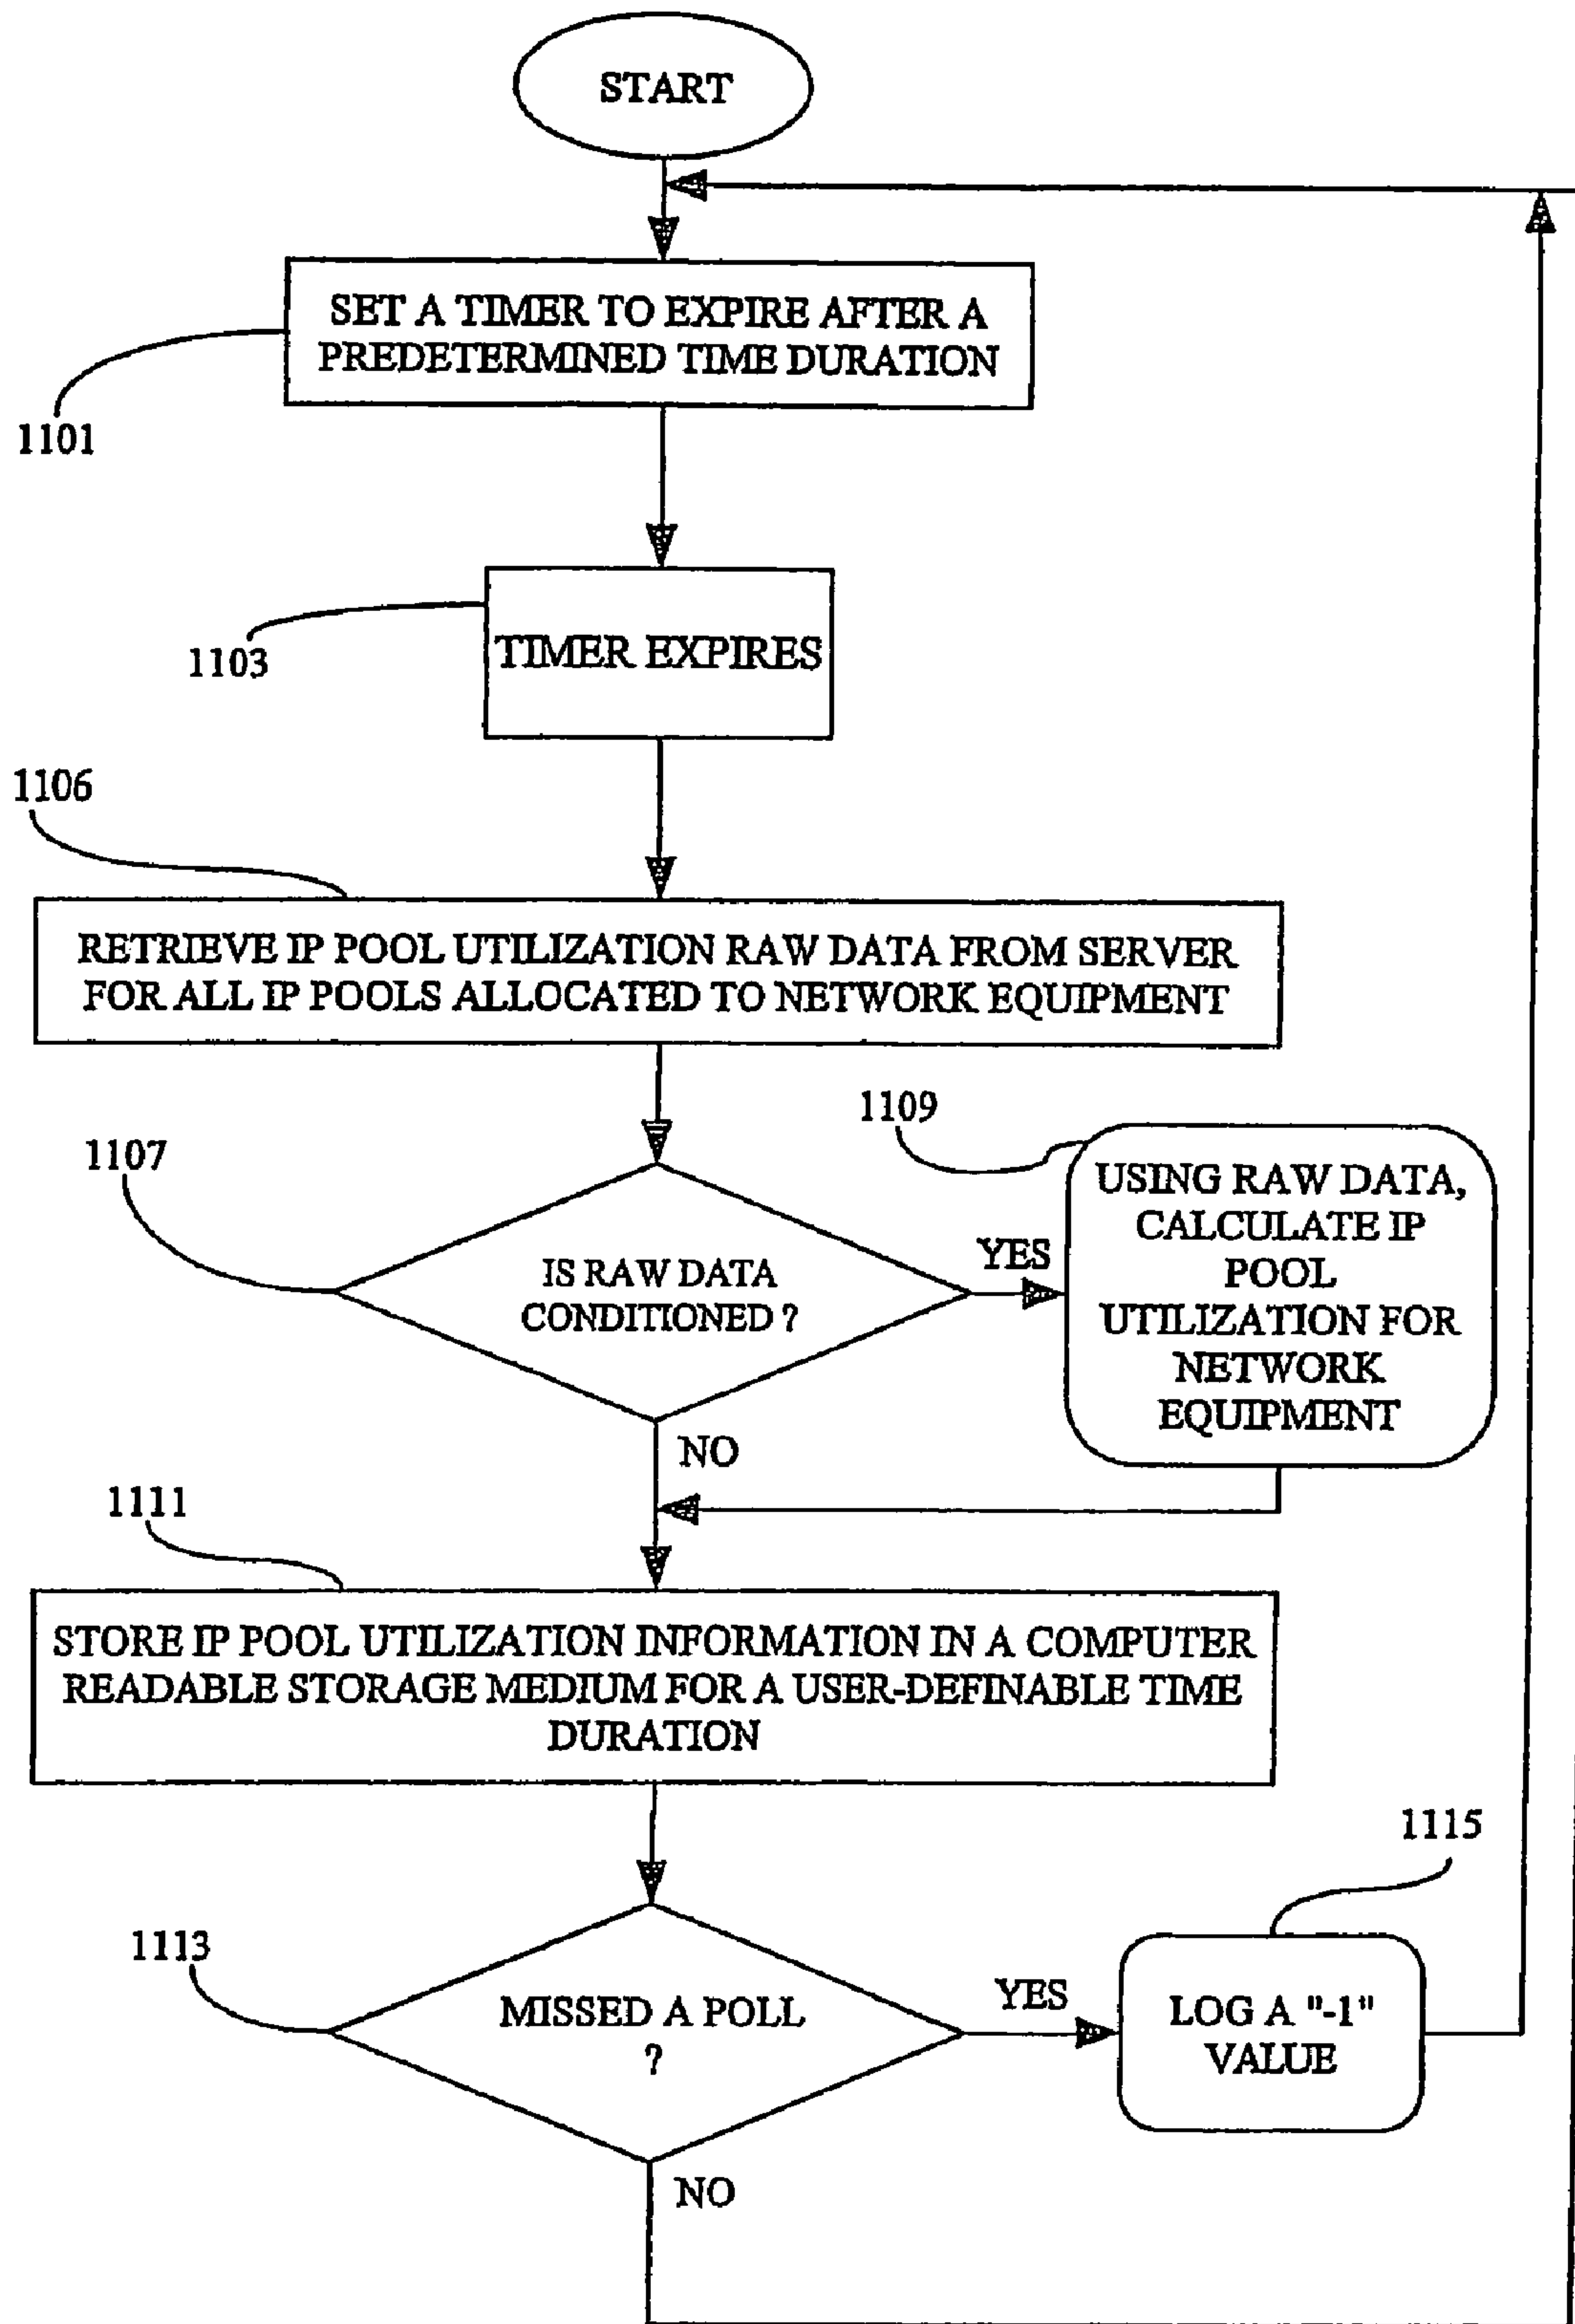 START
SET A TIMER TO EXPIRE AFTER A
PREDETERMINED TIME DURATION
1101
TIMER EXPIRES
1103
1106
RETRIEVE IP POOL UTILIZATION RAW DATA FROM SERVER
FOR ALL IP POOLS ALLOCATED TO NETWORK EQUIPMENT
1107
IS RAW DATA
CONDITIONED ?
YES
1109
USING RAW DATA,
CALCULATE IP
POOL
UTILIZATION FOR
NETWORK
EQUIPMENT
NO
1111
STORE IP POOL UTILIZATION INFORMATION IN A COMPUTER
READABLE STORAGE MEDIUM FOR A USER-DEFINABLE TIME
DURATION
1113
MISSED A POLL
?
YES
1115
LOG A "-1"
VALUE
NO